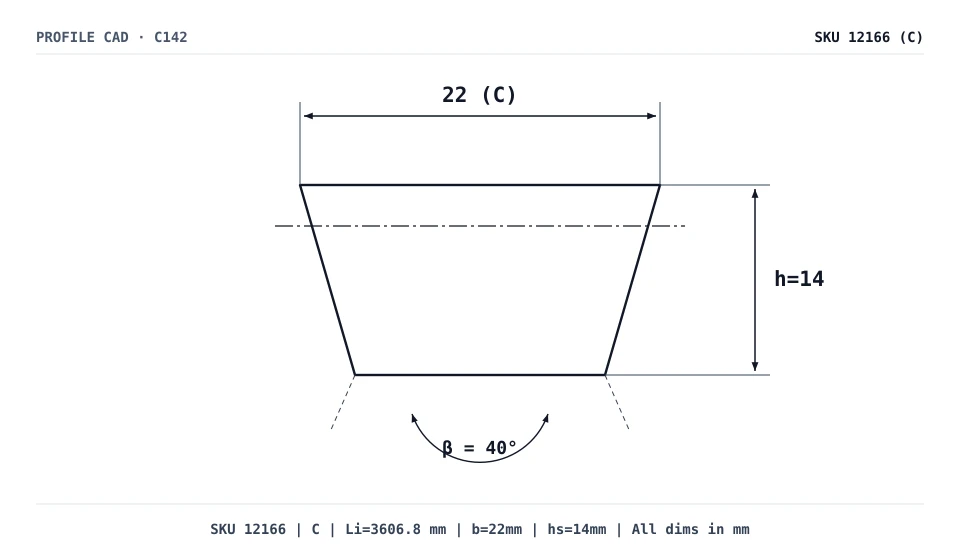 PROFILE CAD · C142
SKU 12166 (C)
22 (C)
h=14
β = 40°
SKU 12166 | C | Li=3606.8 mm | b=22mm | hs=14mm | All dims in mm